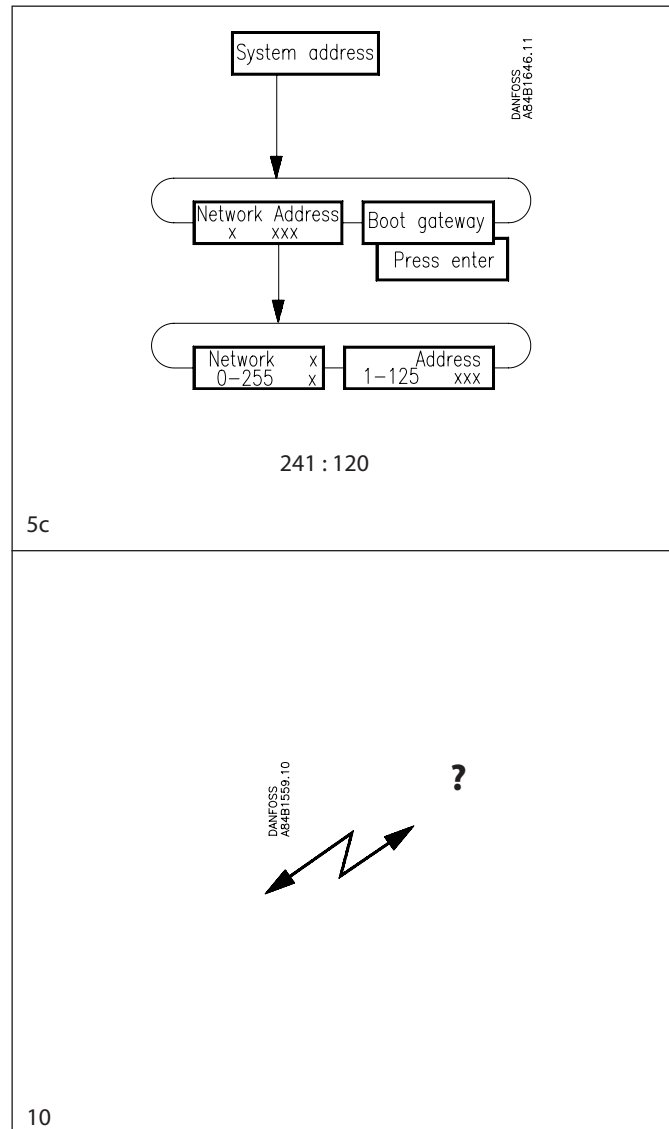 System address
DANFOSS
A84B1646.11
Network Address
x xxx
Boot gateway
Press enter
Network x
0-255 x
Address
1-125 xxx
241 : 120
5c
DANFOSS
A84B1559.10
?
10